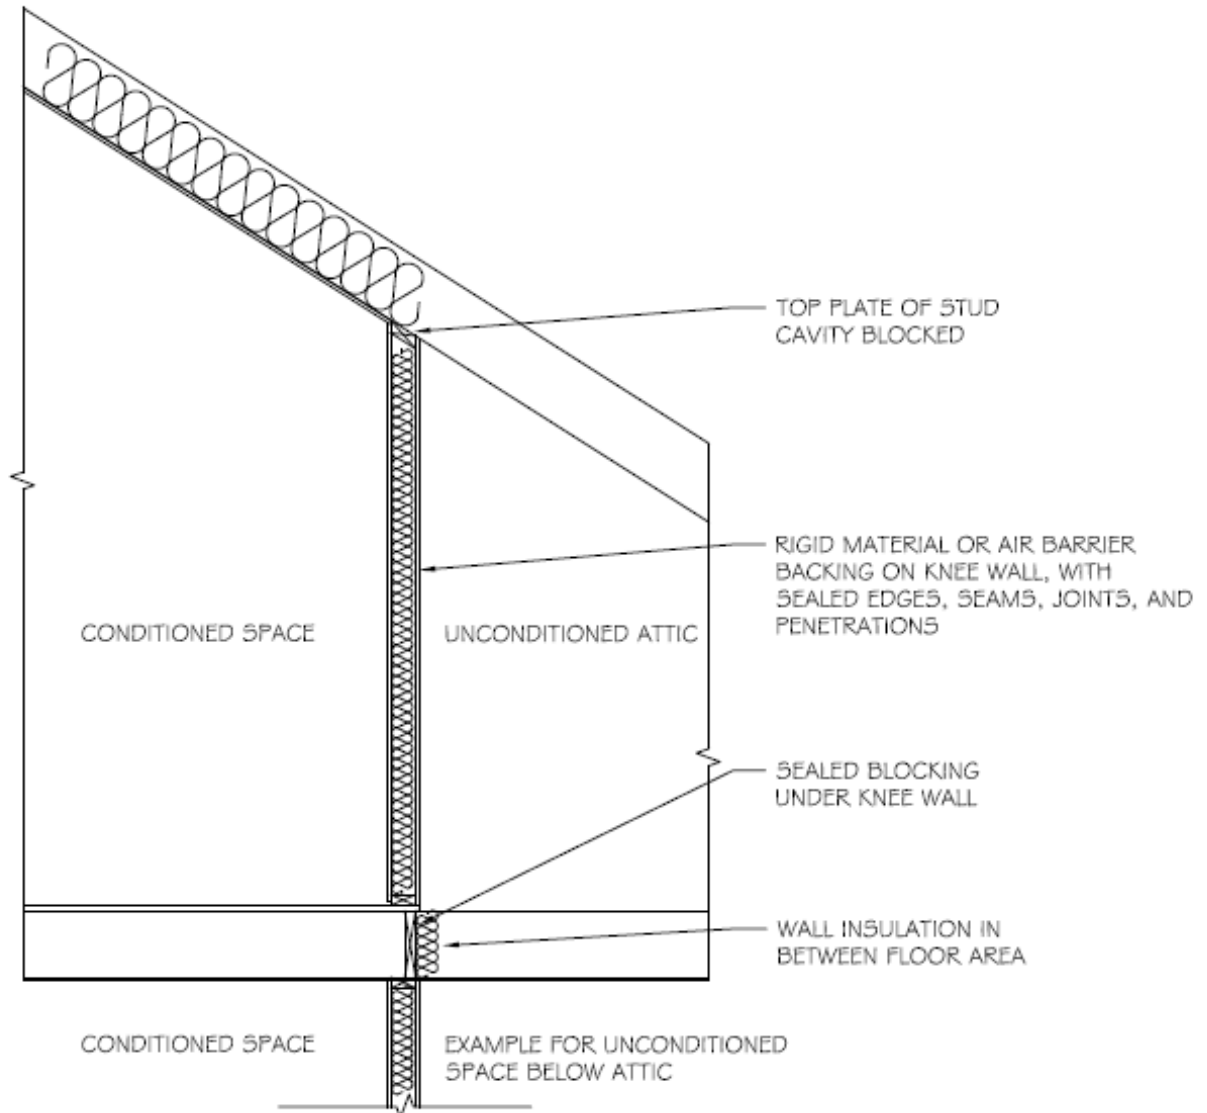 TOP PLATE OF STUD
CAVITY BLOCKED
RIGID MATERIAL OR AIR BARRIER
BACKING ON KNEE WALL, WITH
SEALED EDGES, SEAMS, JOINTS, AND
PENETRATIONS
CONDITIONED SPACE
UNCONDITIONED ATTIC
SEALED BLOCKING
UNDER KNEE WALL
WALL INSULATION IN
BETWEEN FLOOR AREA
CONDITIONED SPACE
EXAMPLE FOR UNCONDITIONED
SPACE BELOW ATTIC